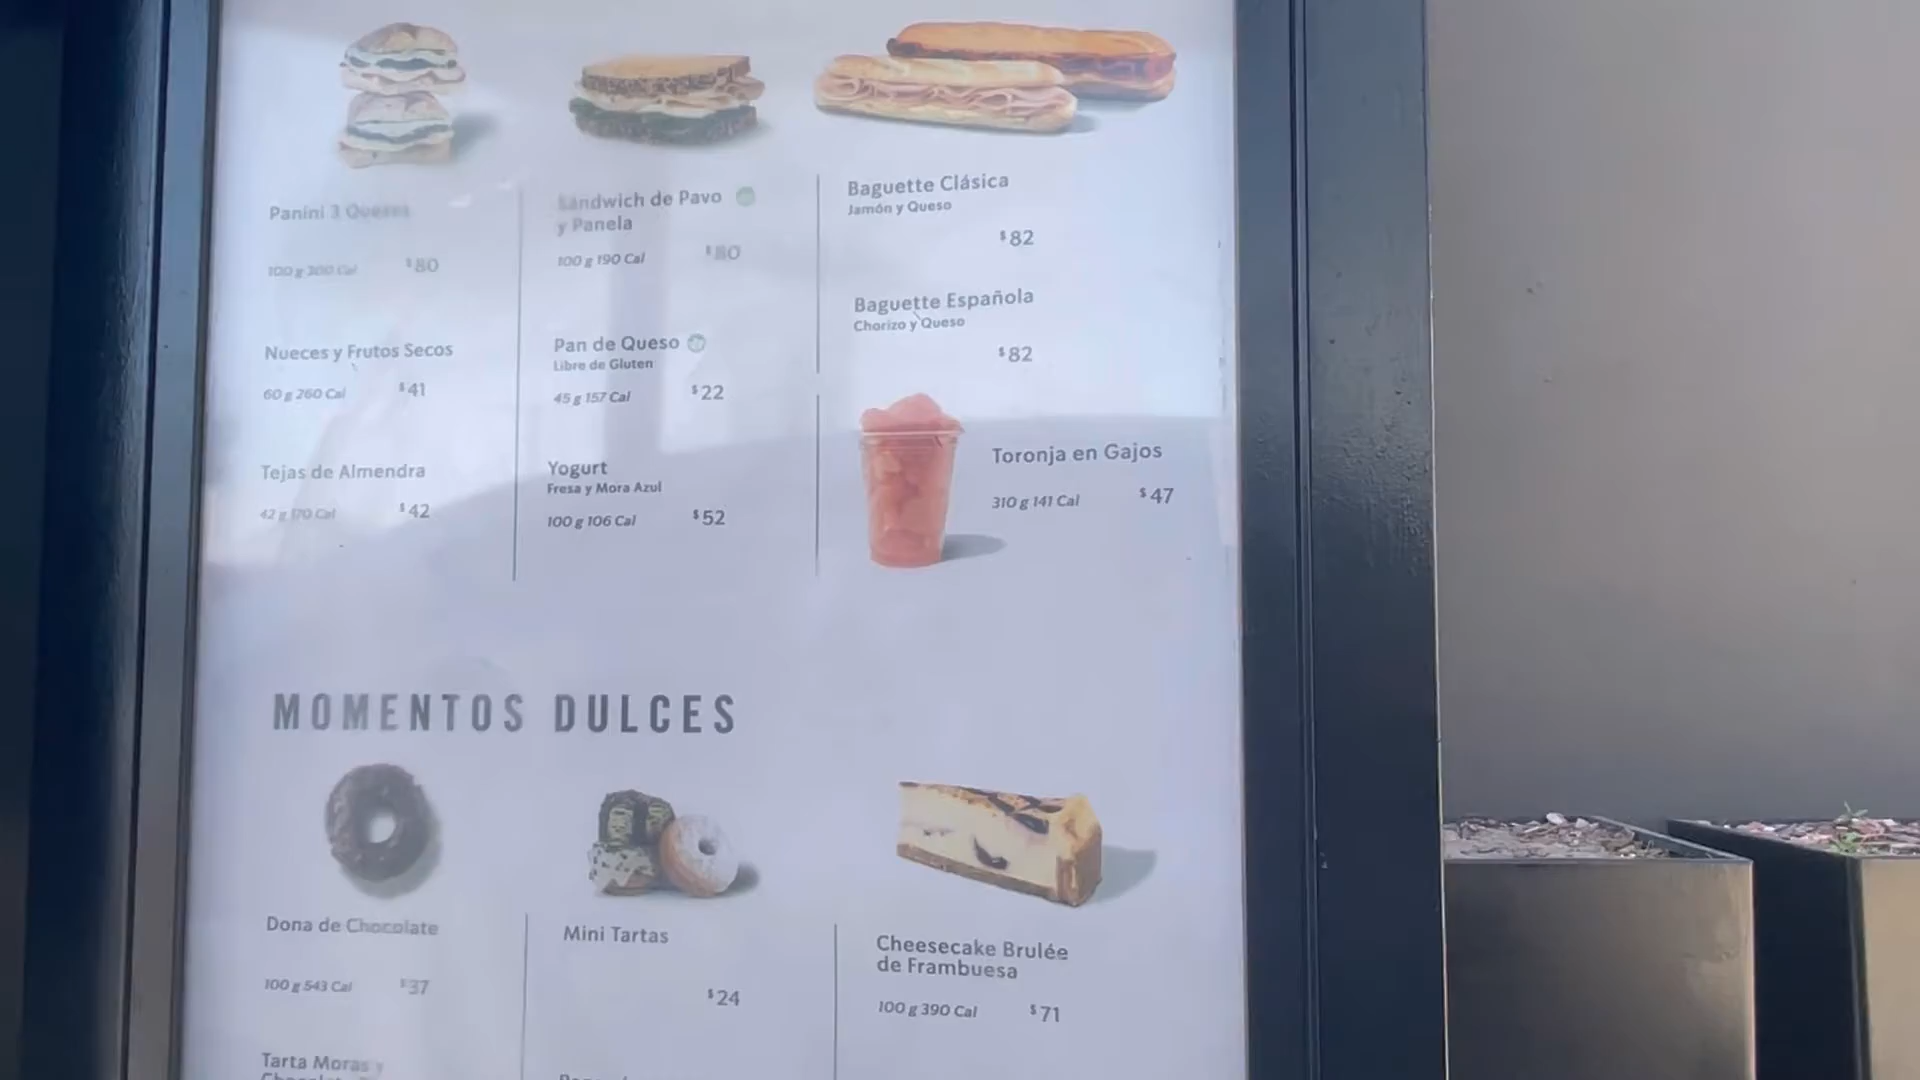 Panini 3 Quesos
100 g 300 Cal $80
Nueces y Frutos Secos
60 g 260 Cal $41
Tejas de Almendra
42 g 170 Cal $42
Sandwich de Pavo
y Panela
100 g 190 Cal $80
Pan de Queso
Libre de Gluten
45 g 157 Cal $22
Yogurt
Fresa y Mora Azul
100 g 106 Cal $52
Baguette Clásica
Jamón y Queso
$82
Baguette Española
Chorizo y Queso
$82
Toronja en Gajos
310 g 141 Cal $47
MOMENTOS DULCES
Dona de Chocolate
100 g 543 Cal $37
Tarta Moras y
Mini Tartas
$24
Cheesecake Brulée
de Frambuesa
100 g 390 Cal $71